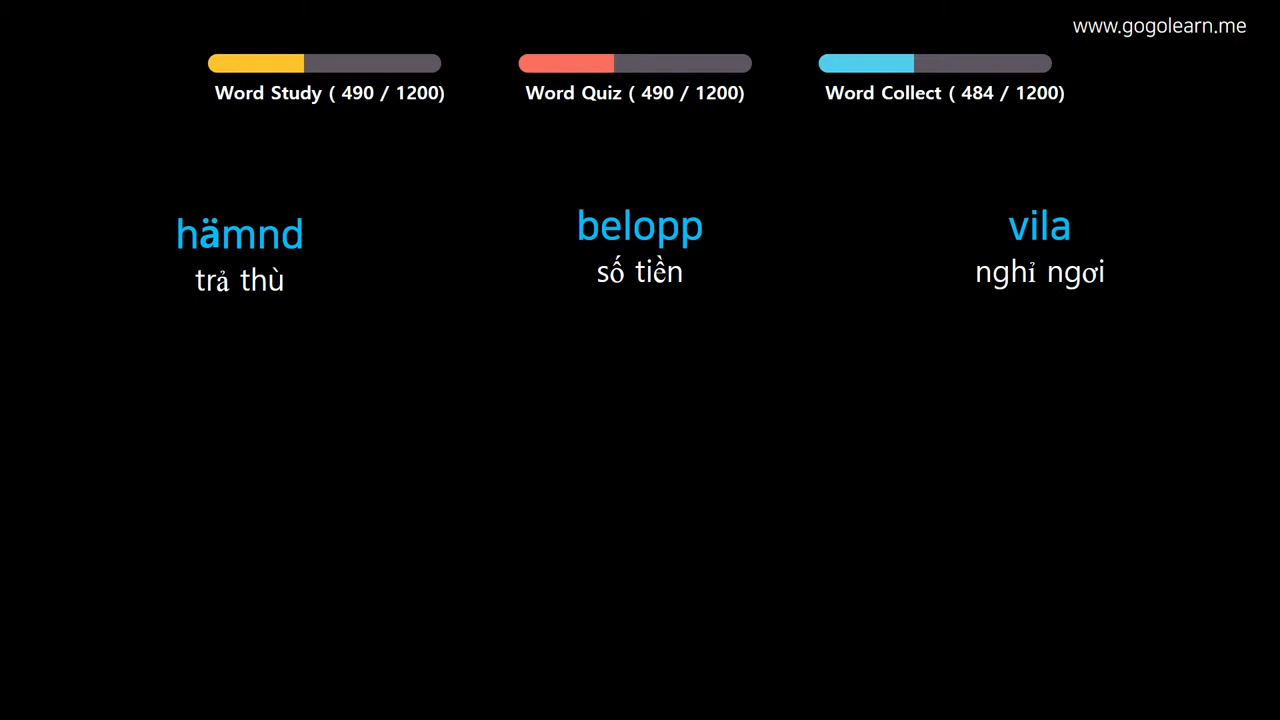 www.gogolearn.me
Word Study ( 490 / 1200)
Word Quiz ( 490 / 1200)
Word Collect ( 484 / 1200)
hämnd
trả thù
belopp
số tiền
vila
nghỉ ngơi